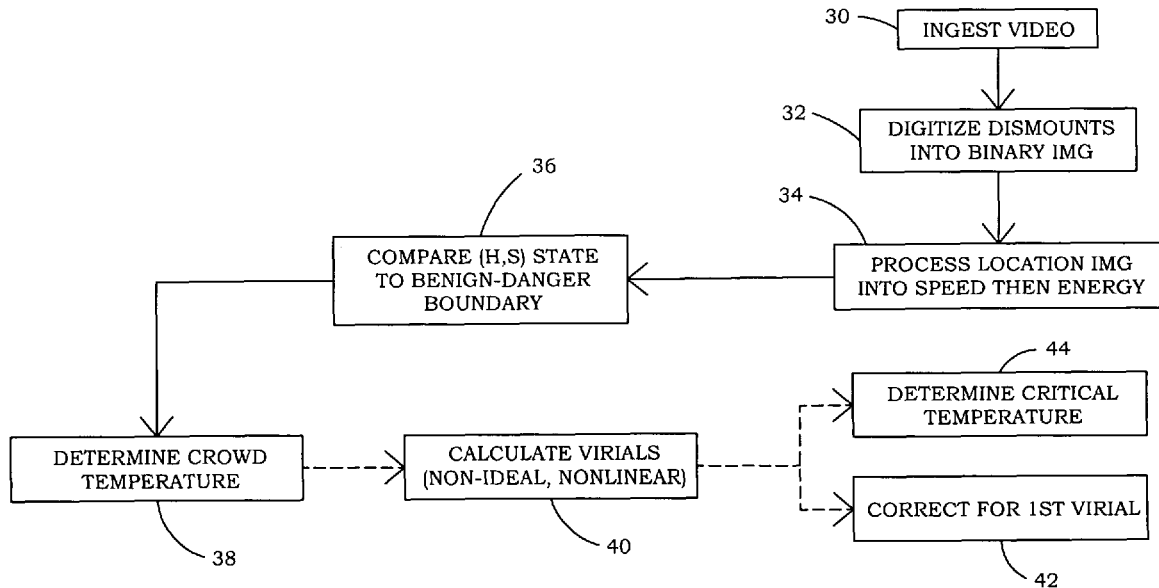 30
INGEST VIDEO
32
DIGITIZE DISMOUNTS
INTO BINARY IMG
34
PROCESS LOCATION IMG
INTO SPEED THEN ENERGY
36
COMPARE (H,S) STATE
TO BENIGN-DANGER
BOUNDARY
DETERMINE CROWD
TEMPERATURE
38
CALCULATE VIRIALS
(NON-IDEAL, NONLINEAR)
40
44
DETERMINE CRITICAL
TEMPERATURE
CORRECT FOR 1ST VIRIAL
42